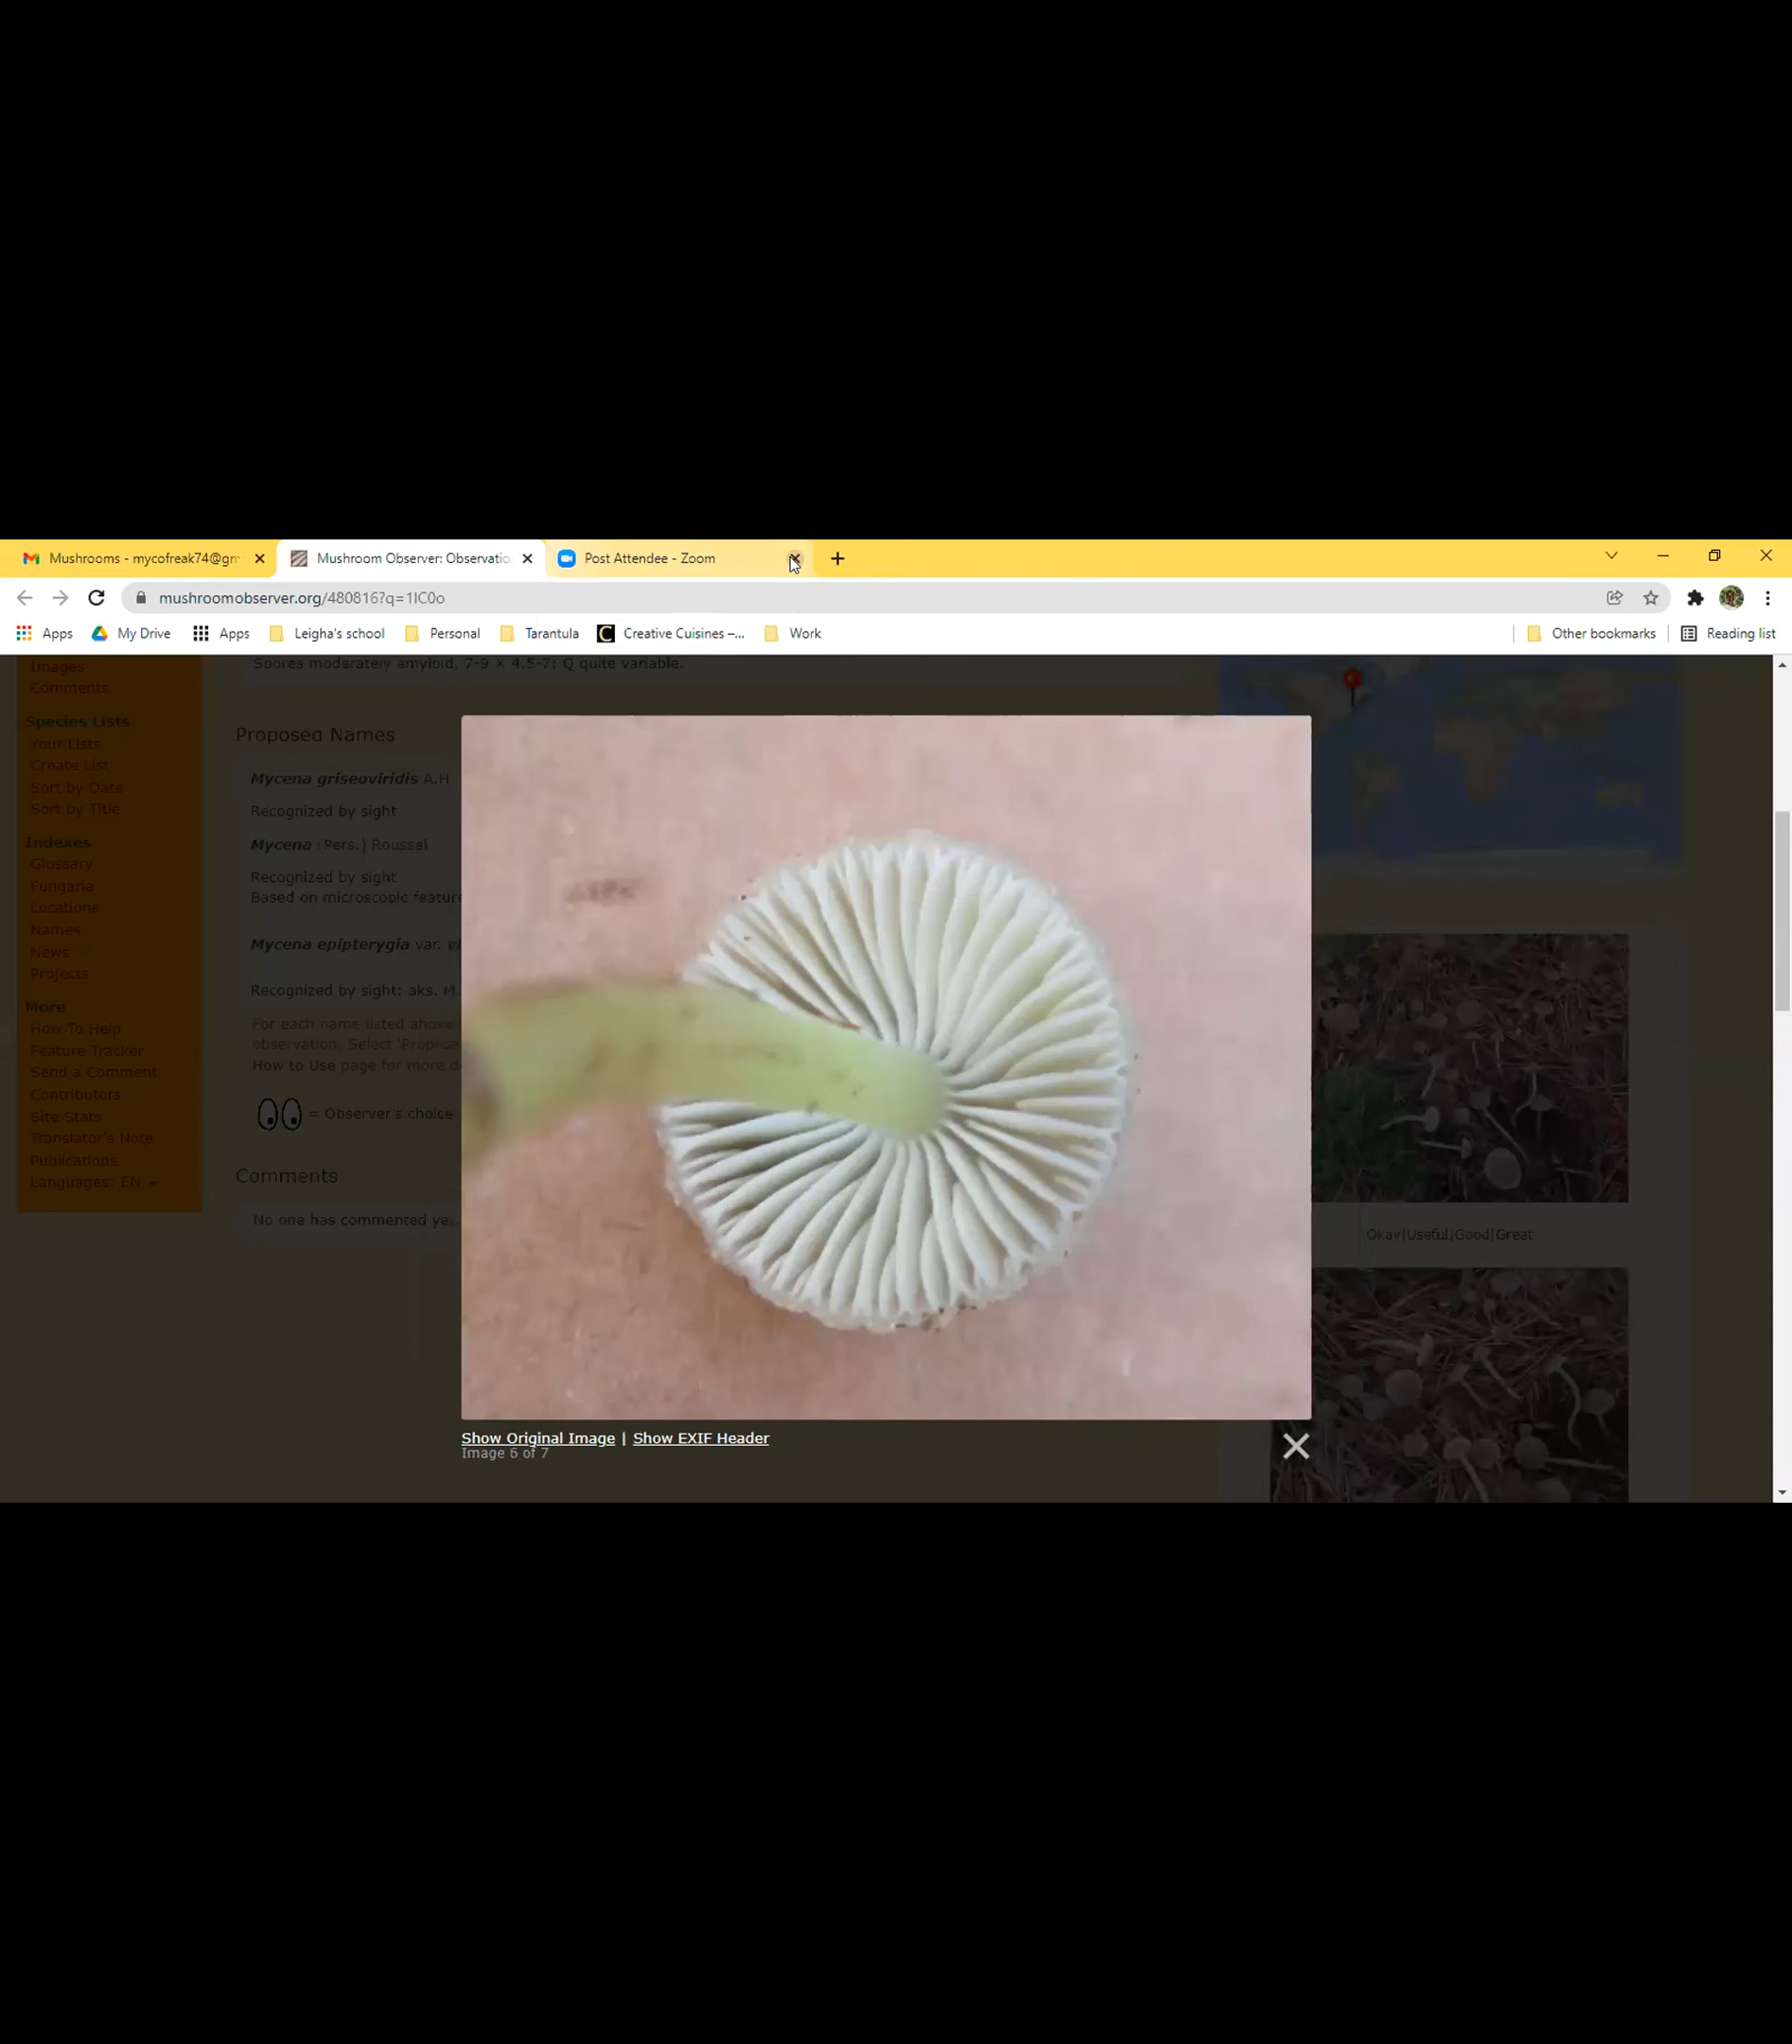 Mushrooms - mycofreak74@gm
Mushroom Observer: Observatio
Post Attendee - Zoom
mushroomobserver.org/480816?q=1lC0o
Apps
My Drive
Apps
Leigha's school
Personal
Tarantula
Creative Cuisines –...
Work
Other bookmarks
Reading list
Images
Comments
Species Lists
Your Lists
Create List
Sort by Date
Sort by Title
Indexes
Glossary
Fungaria
Locations
Names
News
Projects
More
How To Help
Feature Tracker
Send a Comment
Contributors
Site Stats
Translator's Note
Publications
Languages: EN
Spores moderately amyloid, 7-9 × 4.5-7; Q quite variable.
Proposed Names
Mycena griseoviridis A.H
Recognized by sight
Mycena (Pers.) Roussel
Recognized by sight
Based on microscopic feature
Mycena epipterygia var.
Recognized by sight: aks. M.
For each name listed above
observation. Select 'Propose
How to Use page for more d
= Observer's choice
Comments
No one has commented yet.
Show Original Image | Show EXIF Header
Image 6 of 7
Okay|Useful|Good|Great